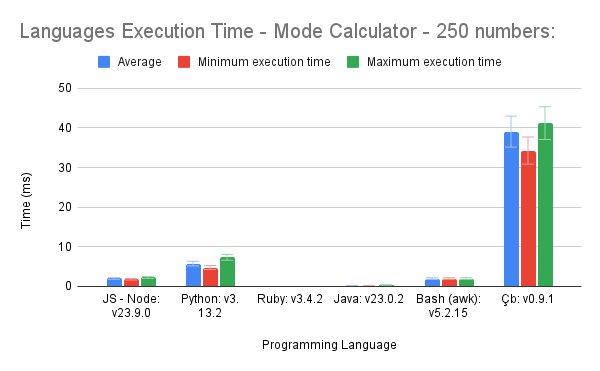 Languages Execution Time - Mode Calculator - 250 numbers:
Average Minimum execution time Maximum execution time
50
40
30
20
10
0
Time (ms)
JS - Node:
v23.9.0
Python: v3.
13.2
Ruby: v3.4.2
Java: v23.0.2
Bash (awk):
v5.2.15
Çb: v0.9.1
Programming Language